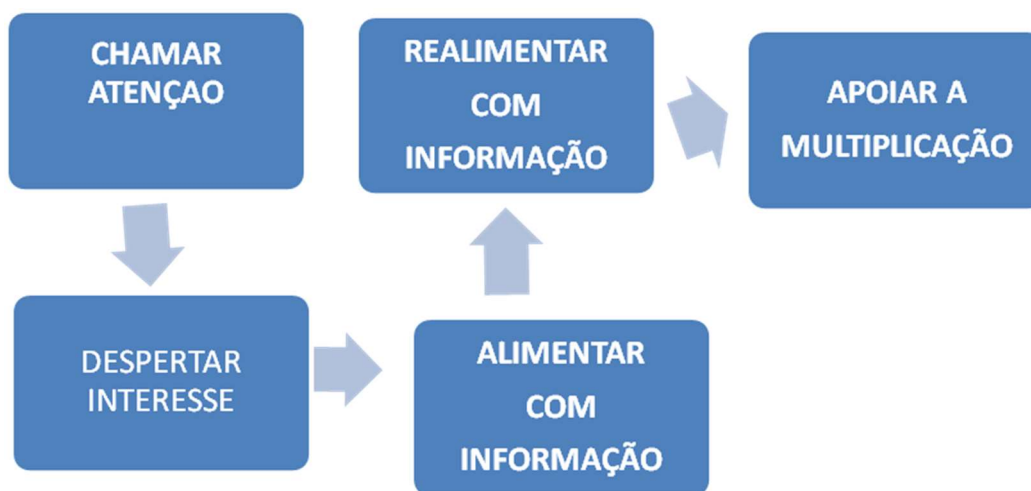 CHAMAR
ATENÇAO
DESPERTAR
INTERESSE
ALIMENTAR
COM
INFORMAÇÃO
REALIMENTAR
COM
INFORMAÇÃO
APOIAR A
MULTIPLICAÇÃO